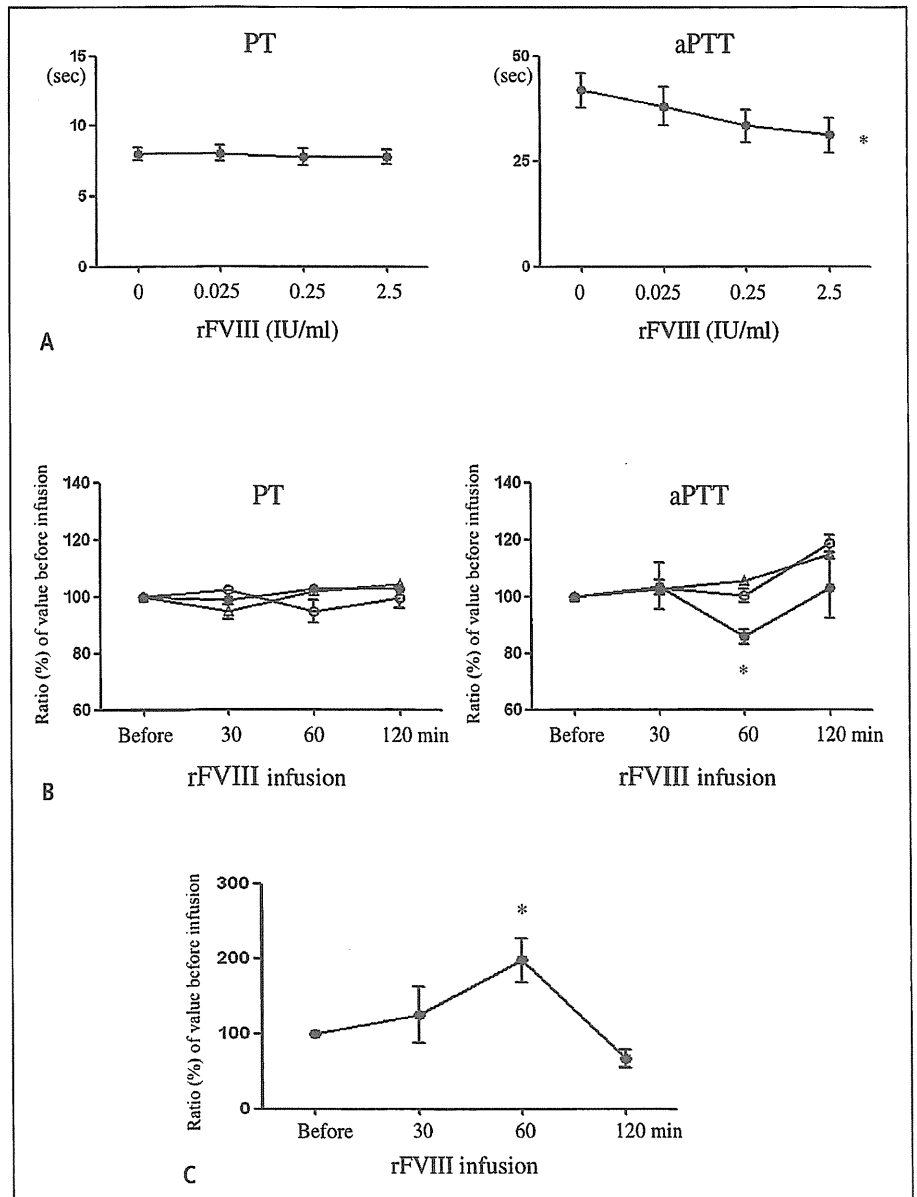 PT
15
(sec)
10
5
0
0 0.025 0.25 2.5
rFVIII (IU/ml)
aPTT
50
(sec)
25
0
*
0 0.025 0.25 2.5
rFVIII (IU/ml)
A
Ratio (%) of value before infusion
140
120
100
80
60
PT
Before 30 60 120 min
rFVIII infusion
Ratio (%) of value before infusion
140
120
100
80
60
aPTT
*
Before 30 60 120 min
rFVIII infusion
B
Ratio (%) of value before infusion
300
200
100
0
*
Before 30 60 120 min
rFVIII infusion
C